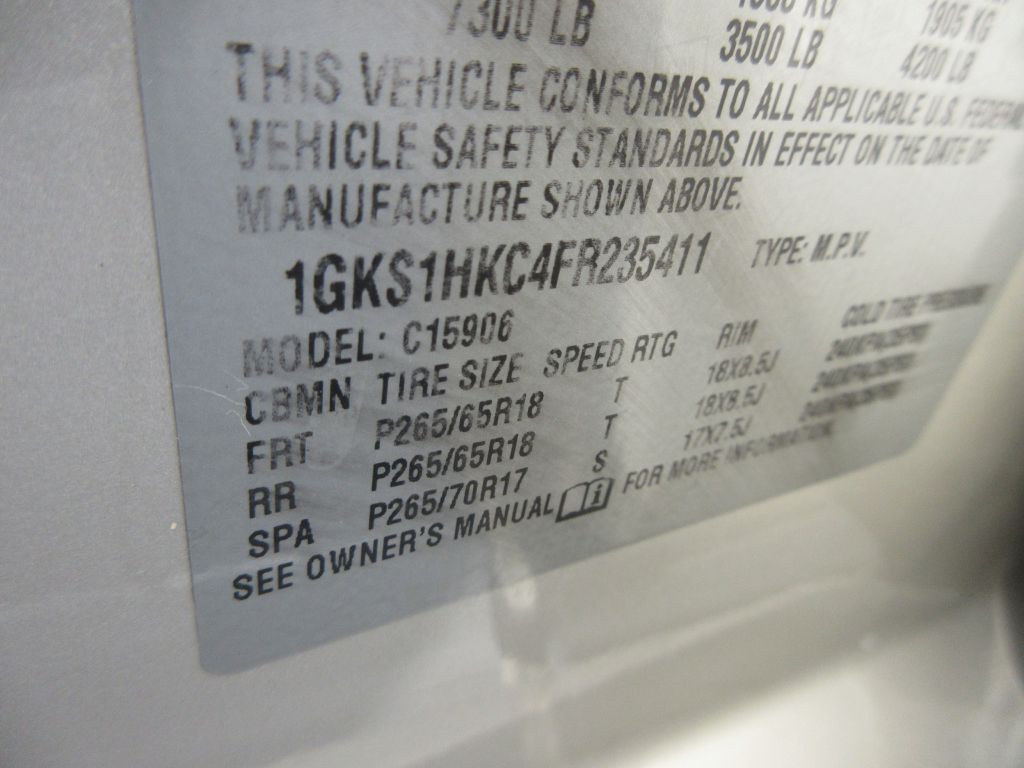 7300 LB 3500 LB 1905 KG
4200 LB
THIS VEHICLE CONFORMS TO ALL APPLICABLE U.S. FEDERAL
VEHICLE SAFETY STANDARDS IN EFFECT ON THE DATE OF
MANUFACTURE SHOWN ABOVE.
1GKS1HKC4FR235411 TYPE: M.P.V.
MODEL: C15906
CBMN TIRE SIZE SPEED RTG RIM COLD TIRE PRESSURE
FRT P265/65R18 T 18X8.5J
RR P265/65R18 T 18X8.5J
SPA P265/70R17 S 17X7.5J
SEE OWNER'S MANUAL FOR MORE INFORMATION.